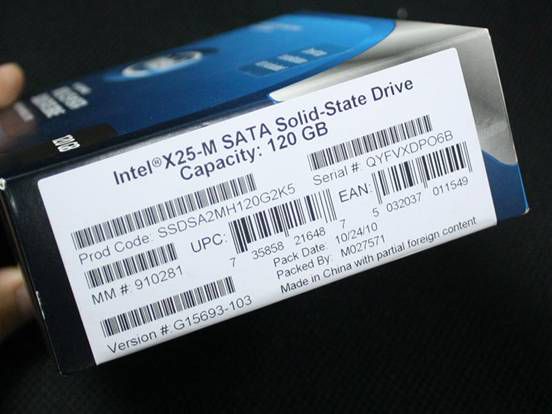 Intel® X25-M SATA Solid-State Drive
Capacity: 120 GB
Prod Code: SSDSA2MH120G2K5
Serial #: QYFVXDPO6B
MM #: 910281
UPC:
7 35858 21648 7
EAN:
5 032037 011549
Version #: G15693-103
Pack Date: 10/24/10
Packed By: M027571
Made in China with partial foreign content
120 GB